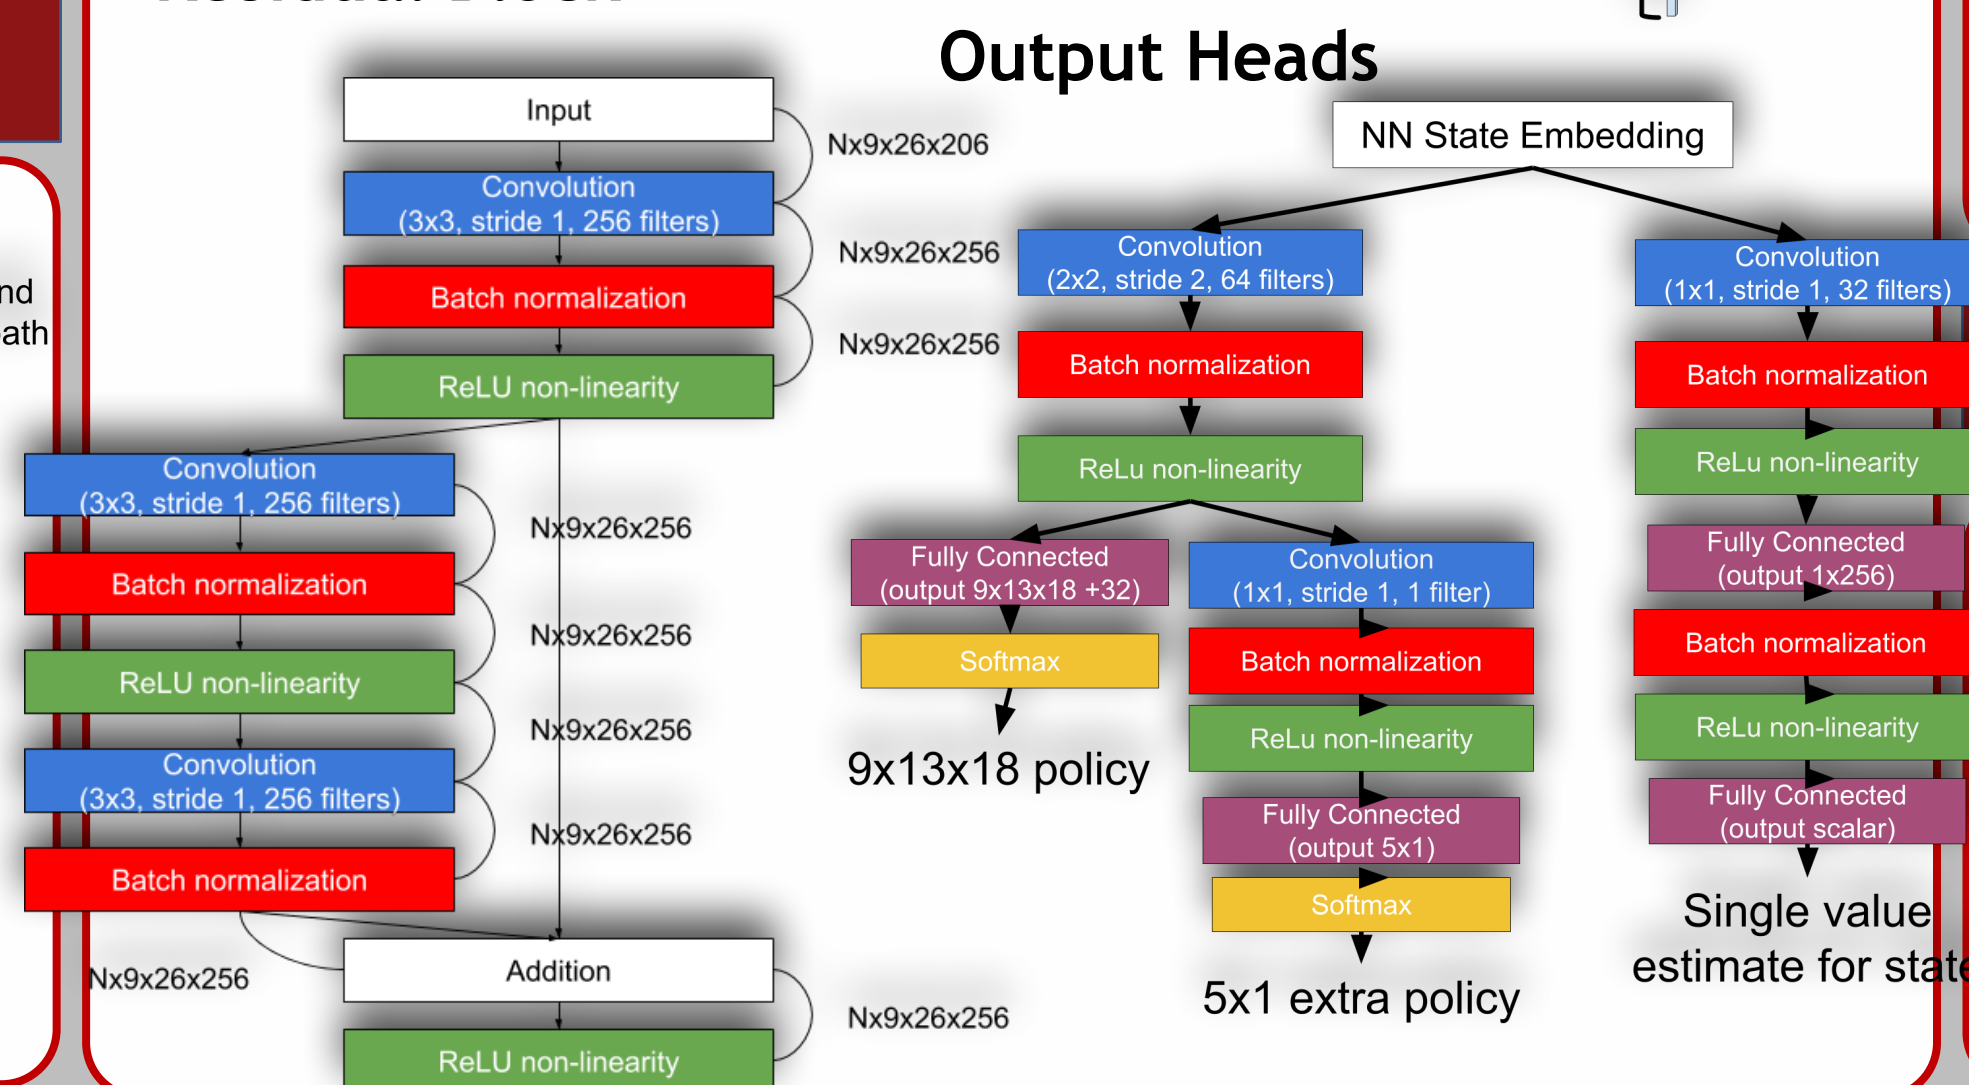 Output Heads
nd
ath
Input
Nx9x26x206
Convolution
(3x3, stride 1, 256 filters)
Nx9x26x256
Batch normalization
Nx9x26x256
ReLU non-linearity
Convolution
(3x3, stride 1, 256 filters)
Nx9x26x256
Batch normalization
Nx9x26x256
ReLU non-linearity
Nx9x26x256
Convolution
(3x3, stride 1, 256 filters)
Nx9x26x256
Batch normalization
Nx9x26x256
Addition
Nx9x26x256
ReLU non-linearity
NN State Embedding
Convolution
(2x2, stride 2, 64 filters)
Batch normalization
ReLu non-linearity
Fully Connected
(output 9x13x18 +32)
Softmax
9x13x18 policy
Convolution
(1x1, stride 1, 1 filter)
Batch normalization
ReLu non-linearity
Fully Connected
(output 5x1)
Softmax
5x1 extra policy
Convolution
(1x1, stride 1, 32 filters)
Batch normalization
ReLu non-linearity
Fully Connected
(output 1x256)
Batch normalization
ReLu non-linearity
Fully Connected
(output scalar)
Single value
estimate for state